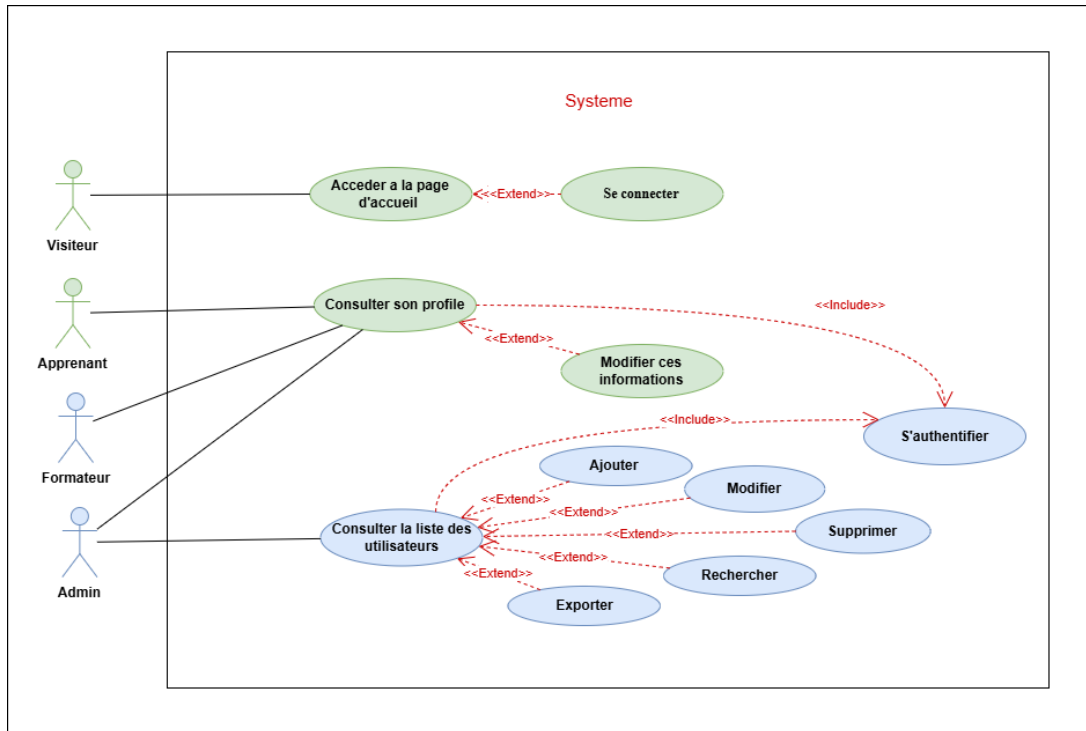 Systeme
Acceder a la page
d'accueil
<<Extend>>
Se connecter
Visiteur
Consulter son profile
<<Include>>
<<Extend>>
Apprenant
Modifier ces
informations
<<Include>>
S'authentifier
Formateur
Ajouter
Modifier
<<Extend>>
<<Extend>>
Consulter la liste des
utilisateurs
<<Extend>>
Supprimer
<<Extend>>
Rechercher
<<Extend>>
Admin
Exporter